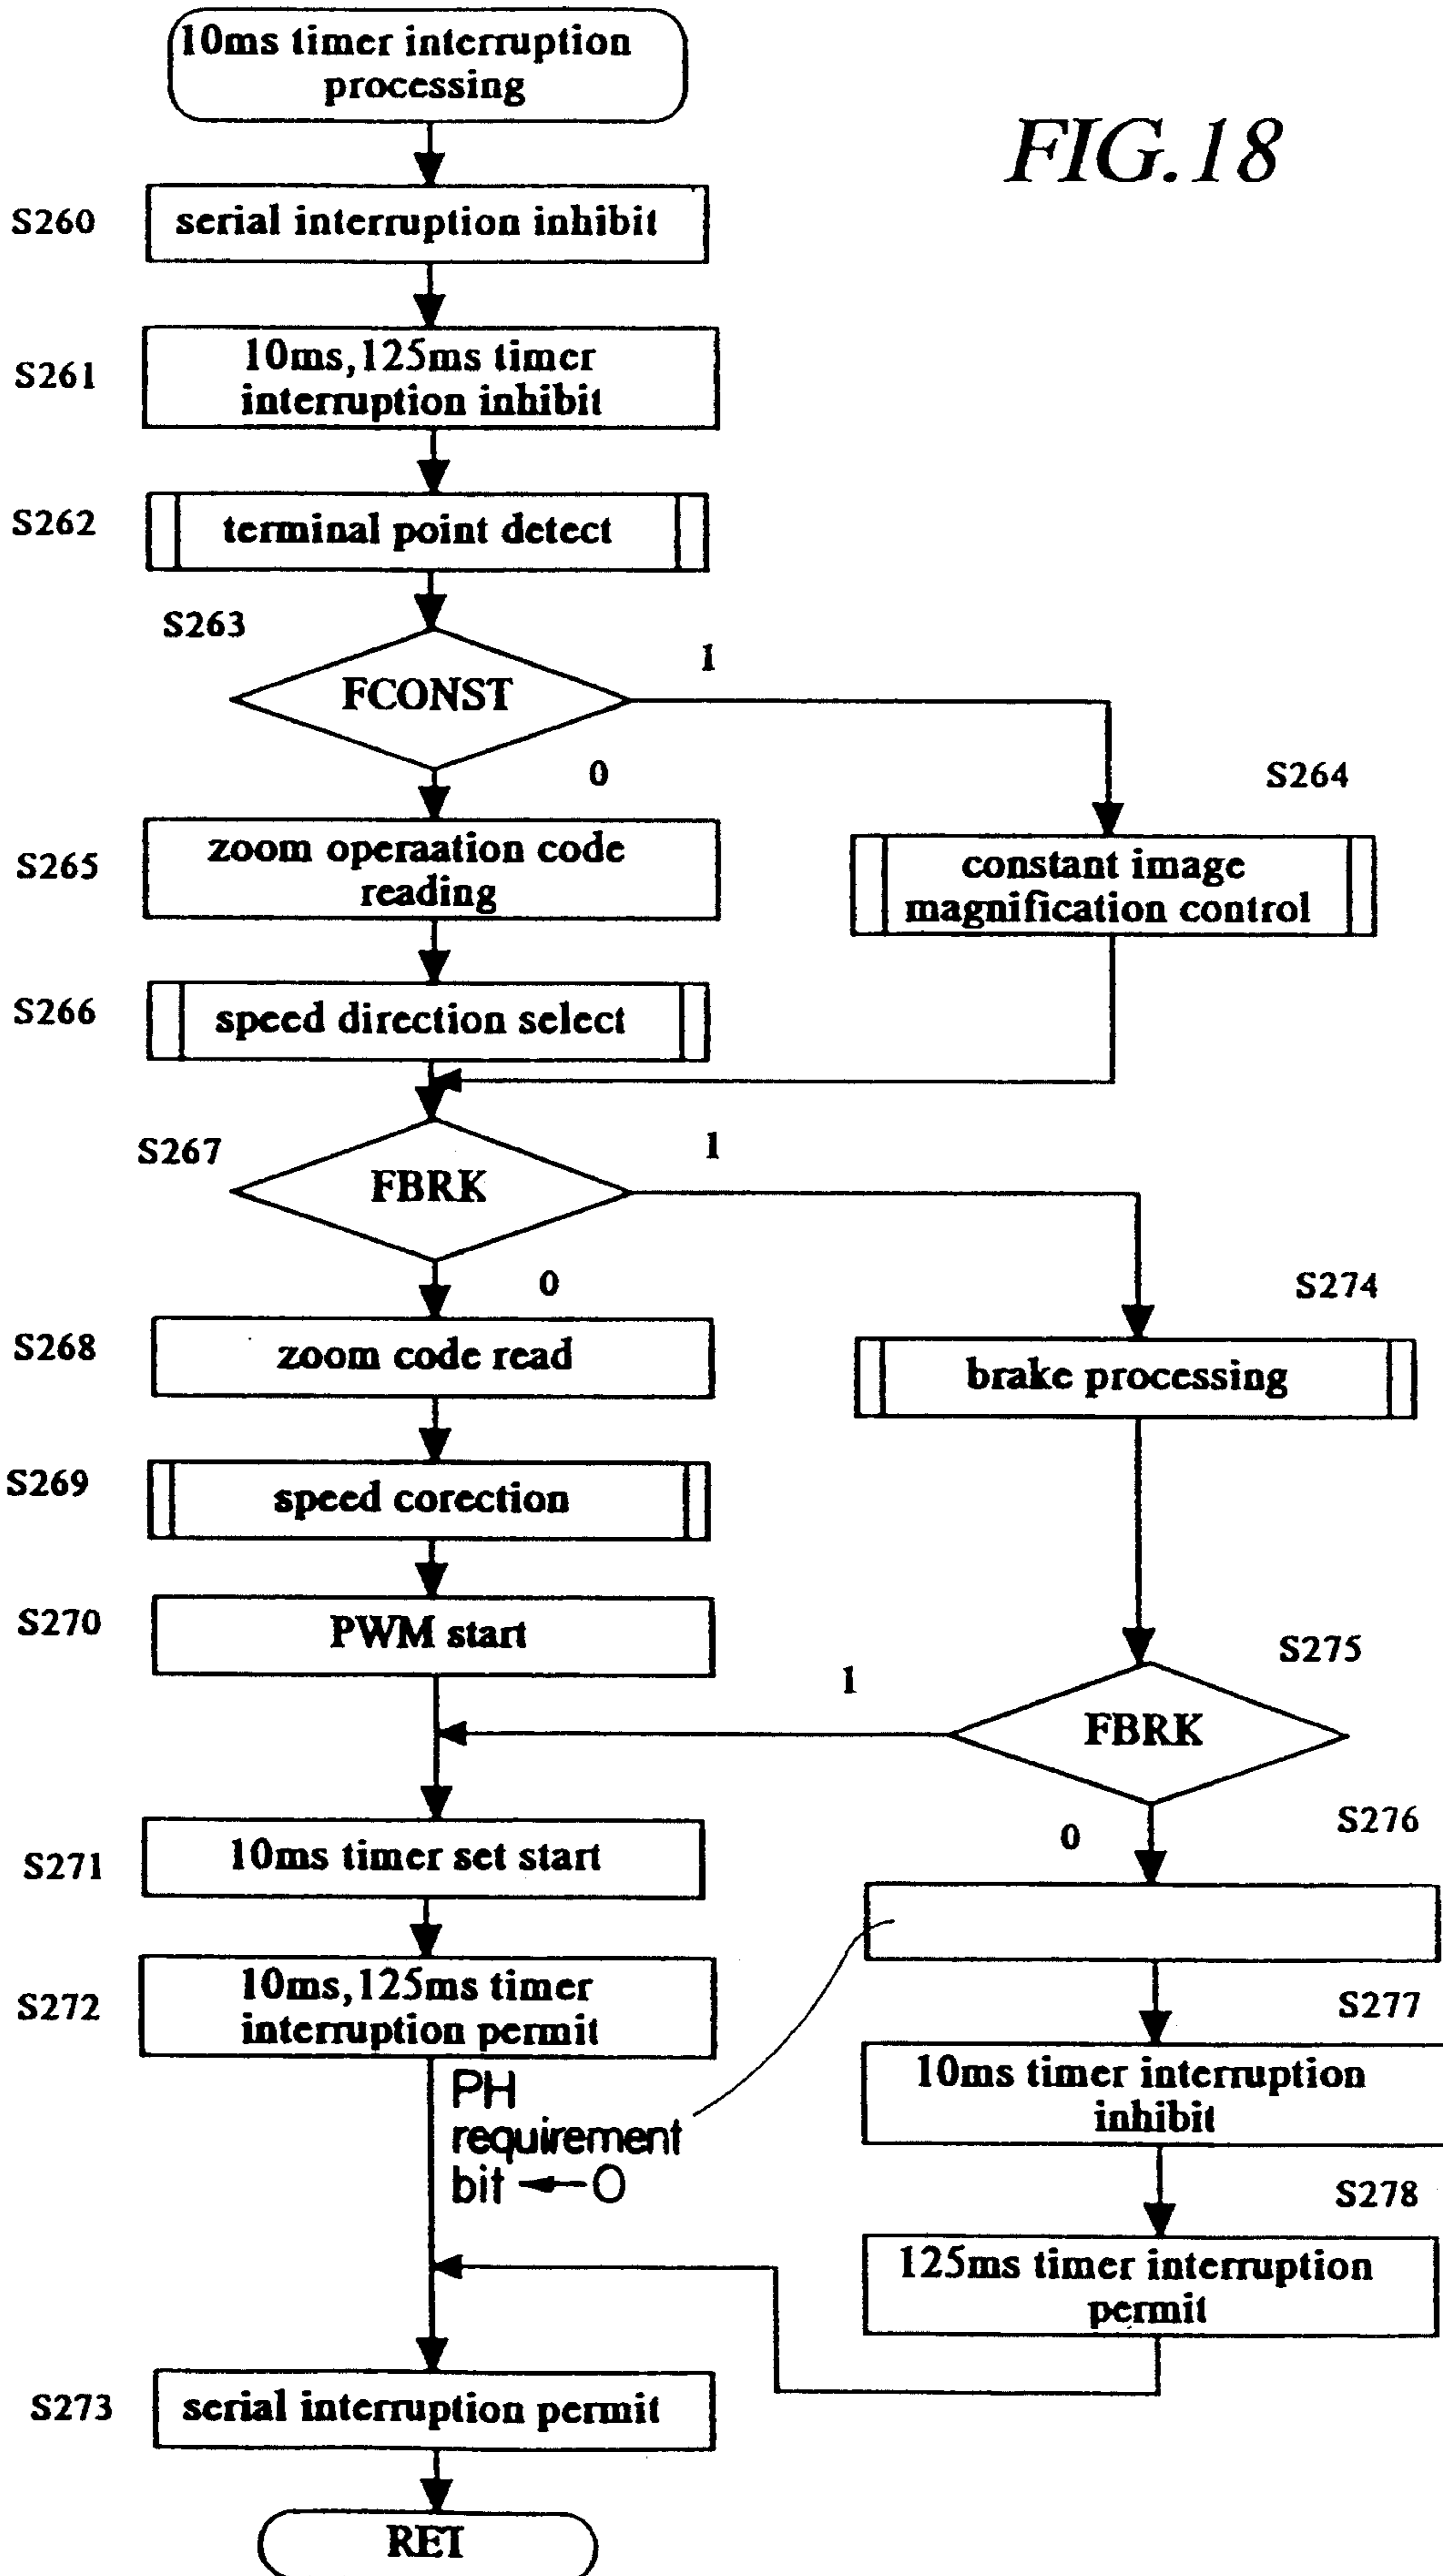 10ms timer interruption
processing
FIG.18
S260
serial interruption inhibit
S261
10ms,125ms timer
interruption inhibit
S262
terminal point detect
S263
FCONST
1
0
S264
constant image
magnification control
S265
zoom operaation code
reading
S266
speed direction select
S267
FBRK
1
0
S268
zoom code read
S274
brake processing
S269
speed corection
S270
PWM start
S275
FBRK
1
0
S271
10ms timer set start
S276
S272
10ms,125ms timer
interruption permit
PH
requirement
bit ← 0
S277
10ms timer interruption
inhibit
S278
125ms timer interruption
permit
S273
serial interruption permit
RET